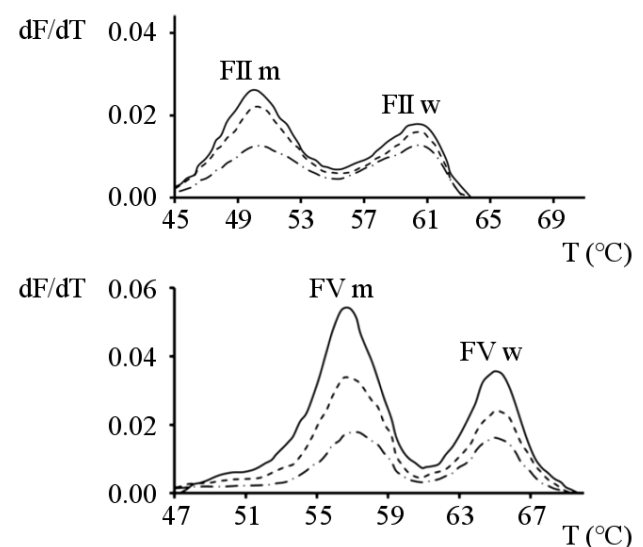 dF/dT 0.04
FII m
FII w
0.02
0.00
45 49 53 57 61 65 69
T (℃)
dF/dT 0.06
FV m
FV w
0.04
0.02
0.00
47 51 55 59 63 67
T (℃)